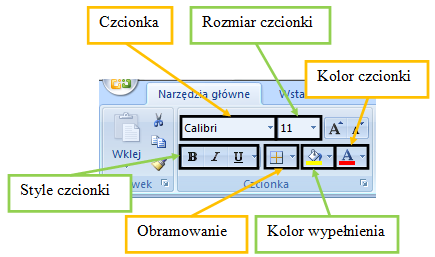 Czcionka
Rozmiar czcionki
Kolor czcionki
Narzędzia główne
Wsta
Calibri
11
A
A
Wklej
B I U
A
wek
Czcionka
Style czcionki
Obramowanie
Kolor wypełnienia